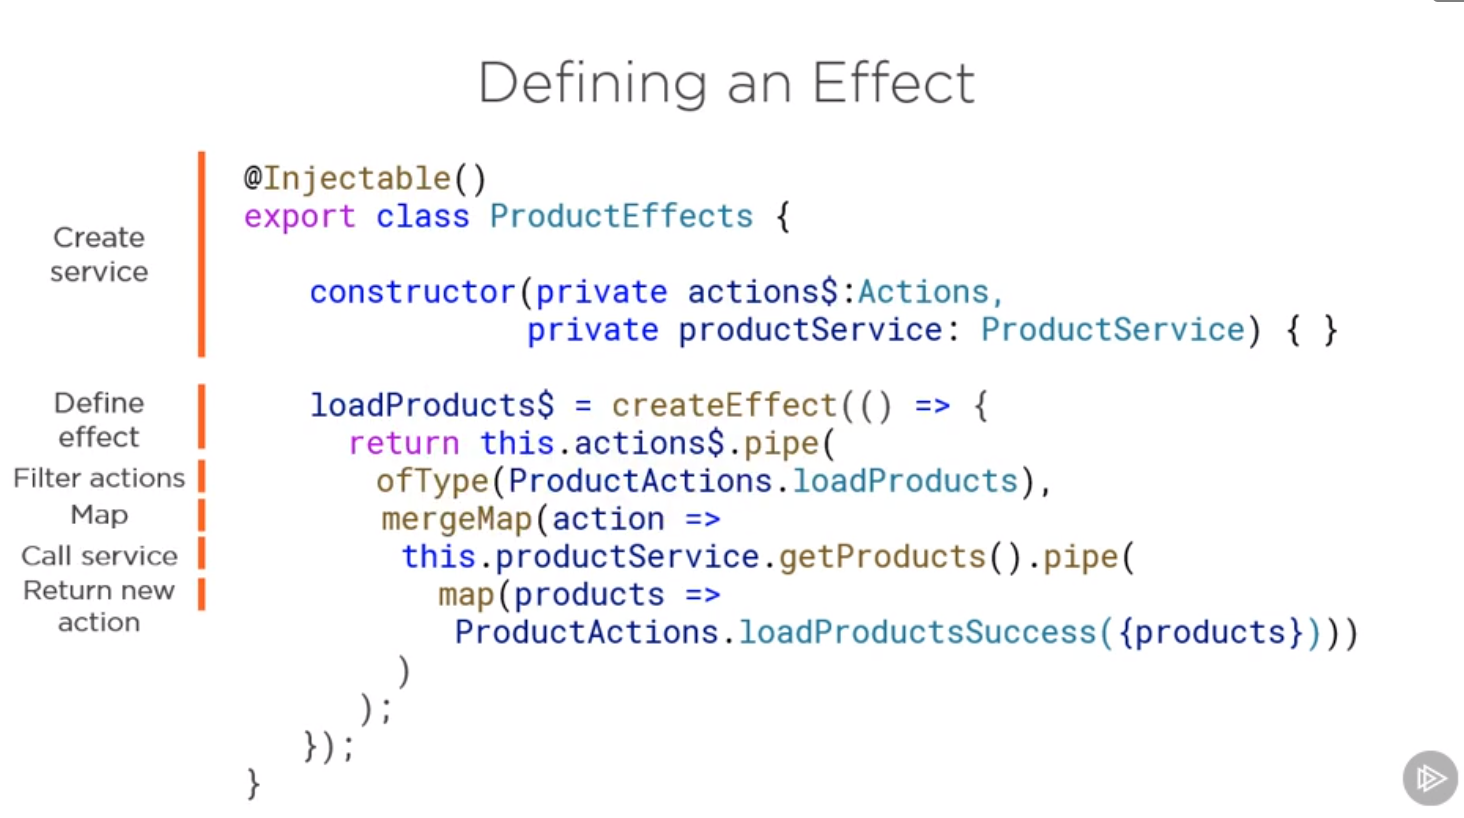 Defining an Effect
Create
service
@Injectable()
export class ProductEffects {
constructor(private actions$:Actions,
private productService: ProductService) { }
Define
effect
loadProducts$ = createEffect(() => {
return this.actions$.pipe(
Filter actions
ofType(ProductActions.loadProducts),
Map
mergeMap(action =>
Call service
this.productService.getProducts().pipe(
Return new
action
map(products =>
ProductActions.loadProductsSuccess({products})))
)
);
});
}